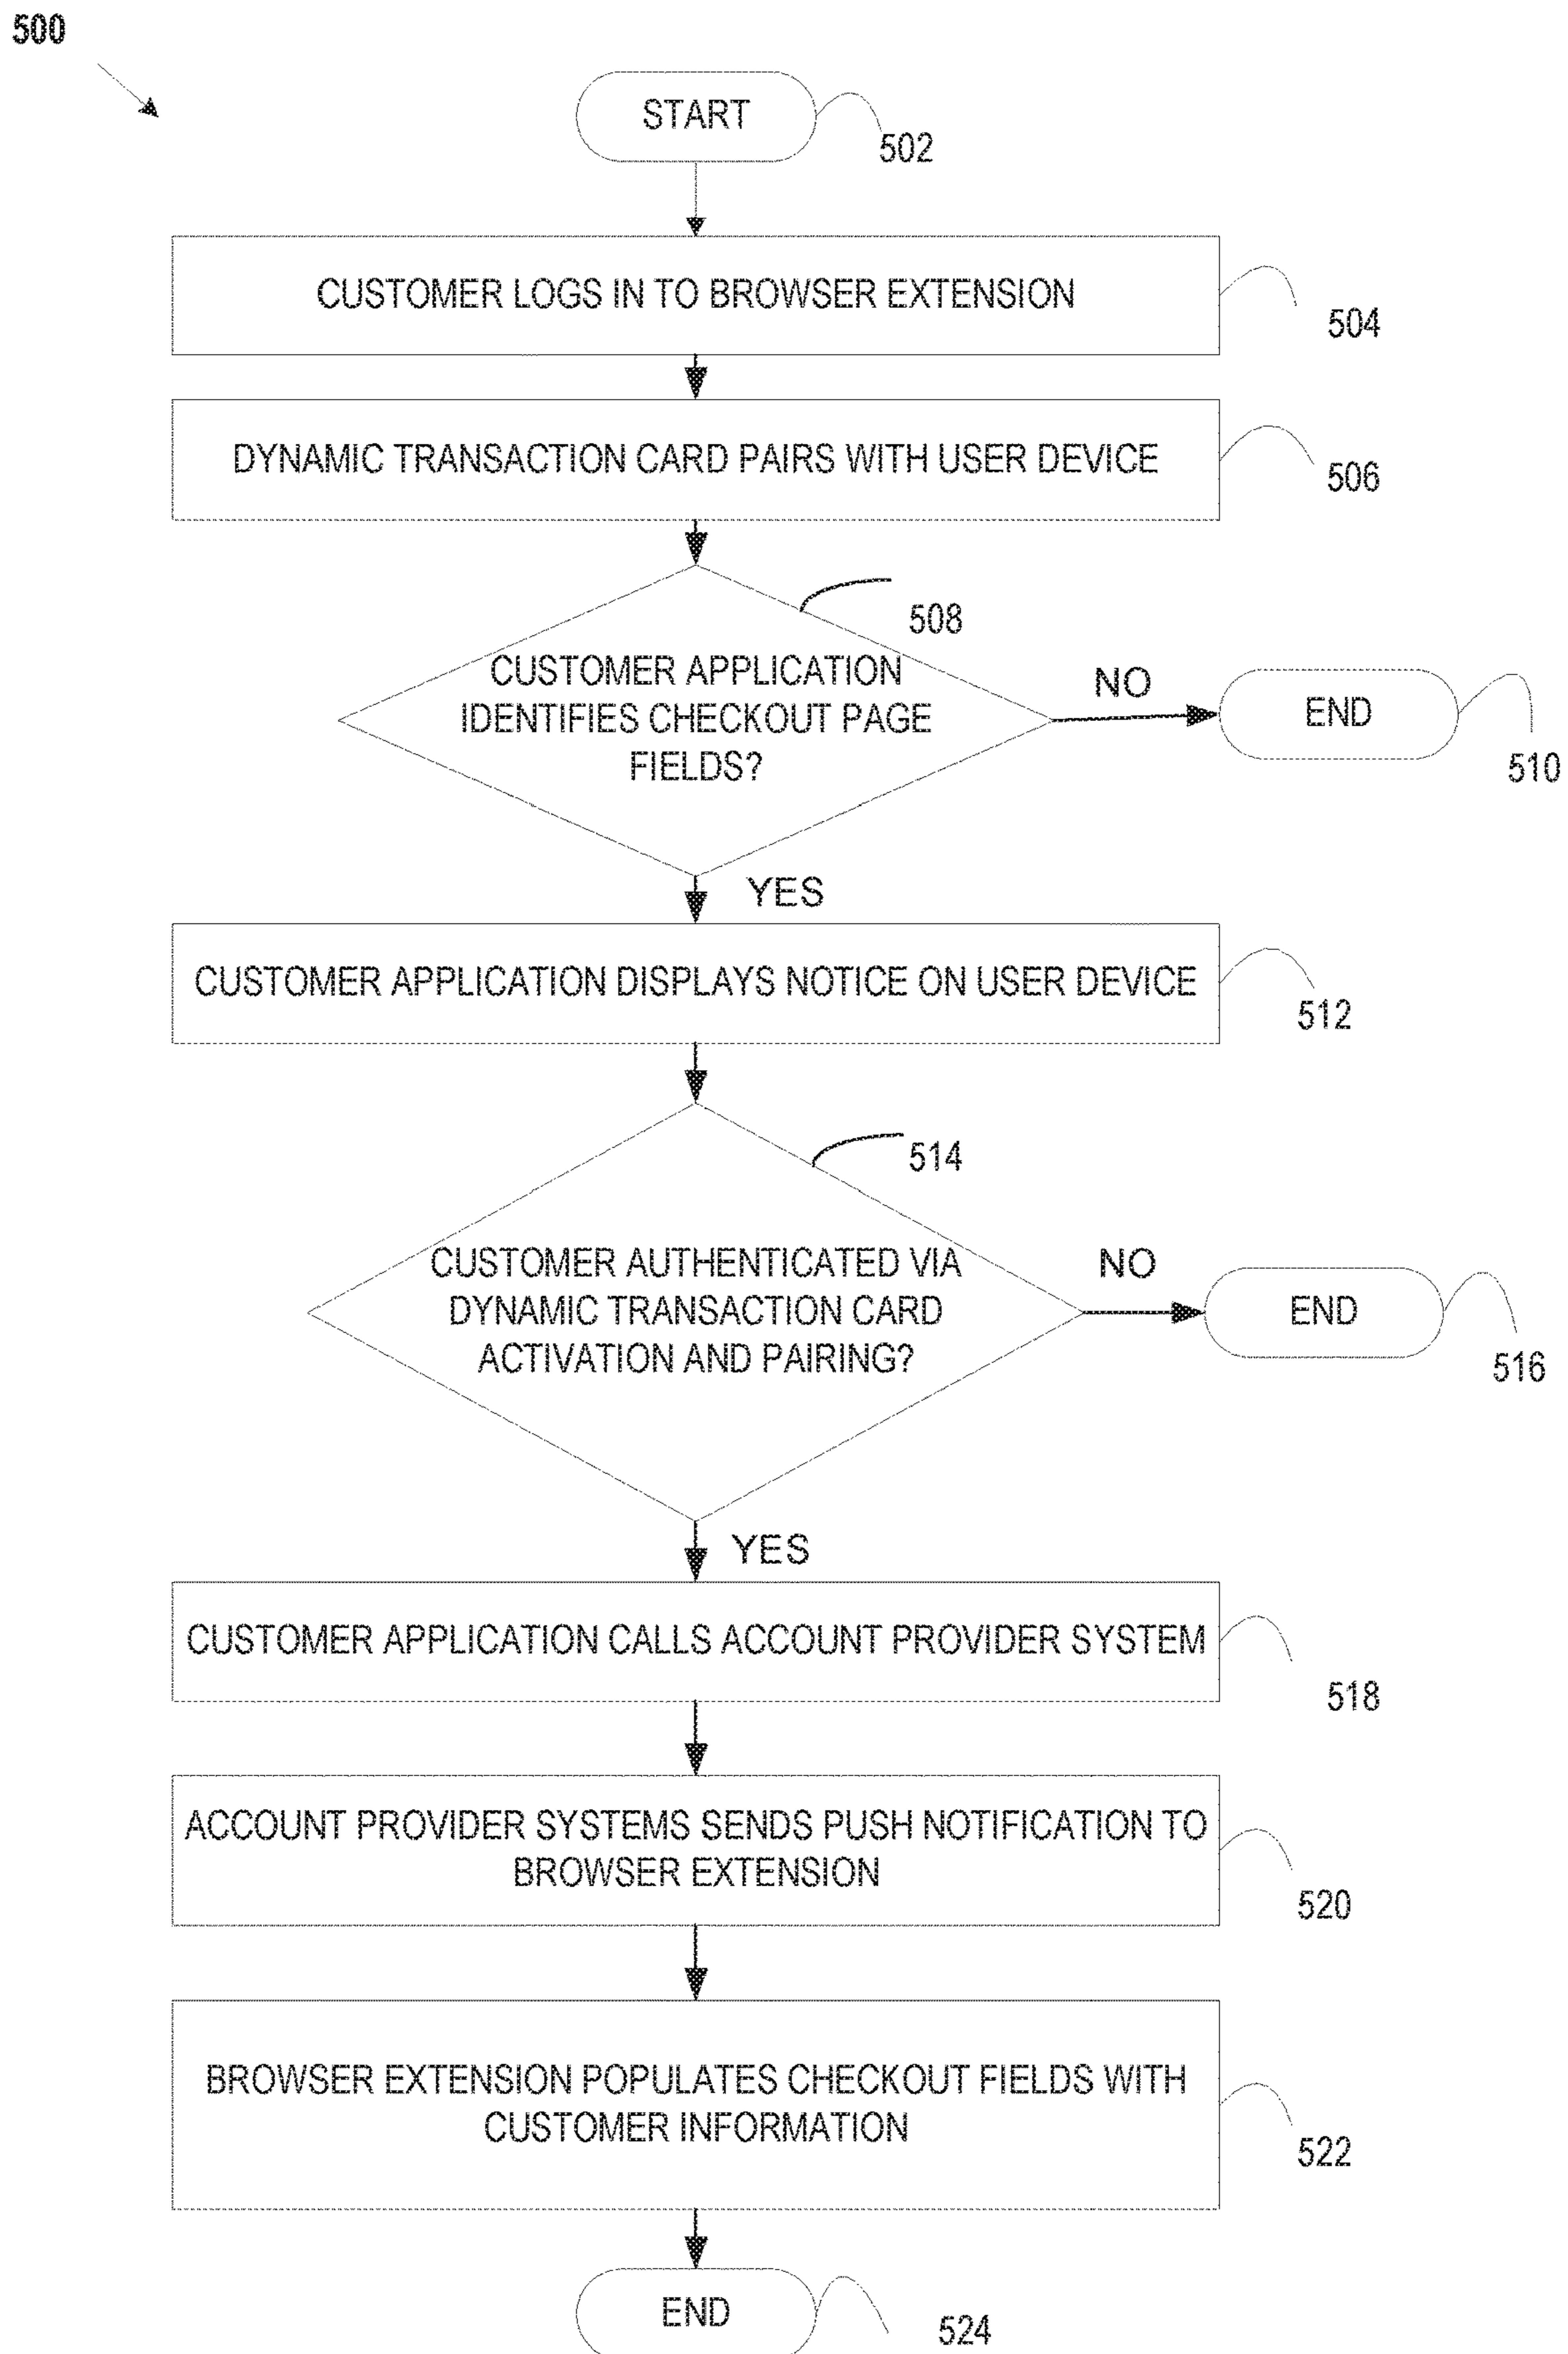 500
START
502
CUSTOMER LOGS IN TO BROWSER EXTENSION
504
DYNAMIC TRANSACTION CARD PAIRS WITH USER DEVICE
506
508
CUSTOMER APPLICATION
IDENTIFIES CHECKOUT PAGE
FIELDS?
NO
END
510
YES
CUSTOMER APPLICATION DISPLAYS NOTICE ON USER DEVICE
512
514
CUSTOMER AUTHENTICATED VIA
DYNAMIC TRANSACTION CARD
ACTIVATION AND PAIRING?
NO
END
516
YES
CUSTOMER APPLICATION CALLS ACCOUNT PROVIDER SYSTEM
518
ACCOUNT PROVIDER SYSTEMS SENDS PUSH NOTIFICATION TO
BROWSER EXTENSION
520
BROWSER EXTENSION POPULATES CHECKOUT FIELDS WITH
CUSTOMER INFORMATION
522
END
524